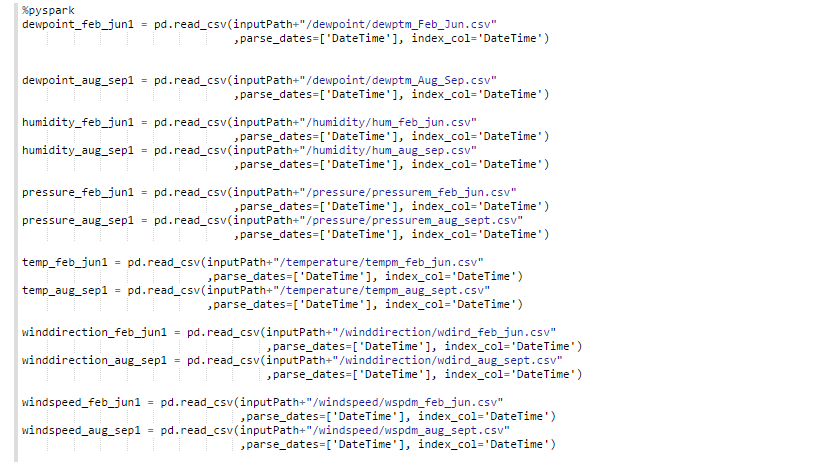 %pyspark
dewpoint_feb_jun1 = pd.read_csv(inputPath+"/dewpoint/dewptm_Feb_Jun.csv"
,parse_dates=['DateTime'], index_col='DateTime')
dewpoint_aug_sep1 = pd.read_csv(inputPath+"/dewpoint/dewptm_Aug_Sep.csv"
,parse_dates=['DateTime'], index_col='DateTime')
humidity_feb_jun1 = pd.read_csv(inputPath+"/humidity/hum_feb_jun.csv"
,parse_dates=['DateTime'], index_col='DateTime')
humidity_aug_sep1 = pd.read_csv(inputPath+"/humidity/hum_aug_sep.csv"
,parse_dates=['DateTime'], index_col='DateTime')
pressure_feb_jun1 = pd.read_csv(inputPath+"/pressure/pressurem_feb_jun.csv"
,parse_dates=['DateTime'], index_col='DateTime')
pressure_aug_sep1 = pd.read_csv(inputPath+"/pressure/pressurem_aug_sept.csv"
,parse_dates=['DateTime'], index_col='DateTime')
temp_feb_jun1 = pd.read_csv(inputPath+"/temperature/tempm_feb_jun.csv"
,parse_dates=['DateTime'], index_col='DateTime')
temp_aug_sep1 = pd.read_csv(inputPath+"/temperature/tempm_aug_sept.csv"
,parse_dates=['DateTime'], index_col='DateTime')
winddirection_feb_jun1 = pd.read_csv(inputPath+"/winddirection/wdird_feb_jun.csv"
,parse_dates=['DateTime'], index_col='DateTime')
winddirection_aug_sep1 = pd.read_csv(inputPath+"/winddirection/wdird_aug_sept.csv"
,parse_dates=['DateTime'], index_col='DateTime')
windspeed_feb_jun1 = pd.read_csv(inputPath+"/windspeed/wspdm_feb_jun.csv"
,parse_dates=['DateTime'], index_col='DateTime')
windspeed_aug_sep1 = pd.read_csv(inputPath+"/windspeed/wspdm_aug_sept.csv"
,parse_dates=['DateTime'], index_col='DateTime')